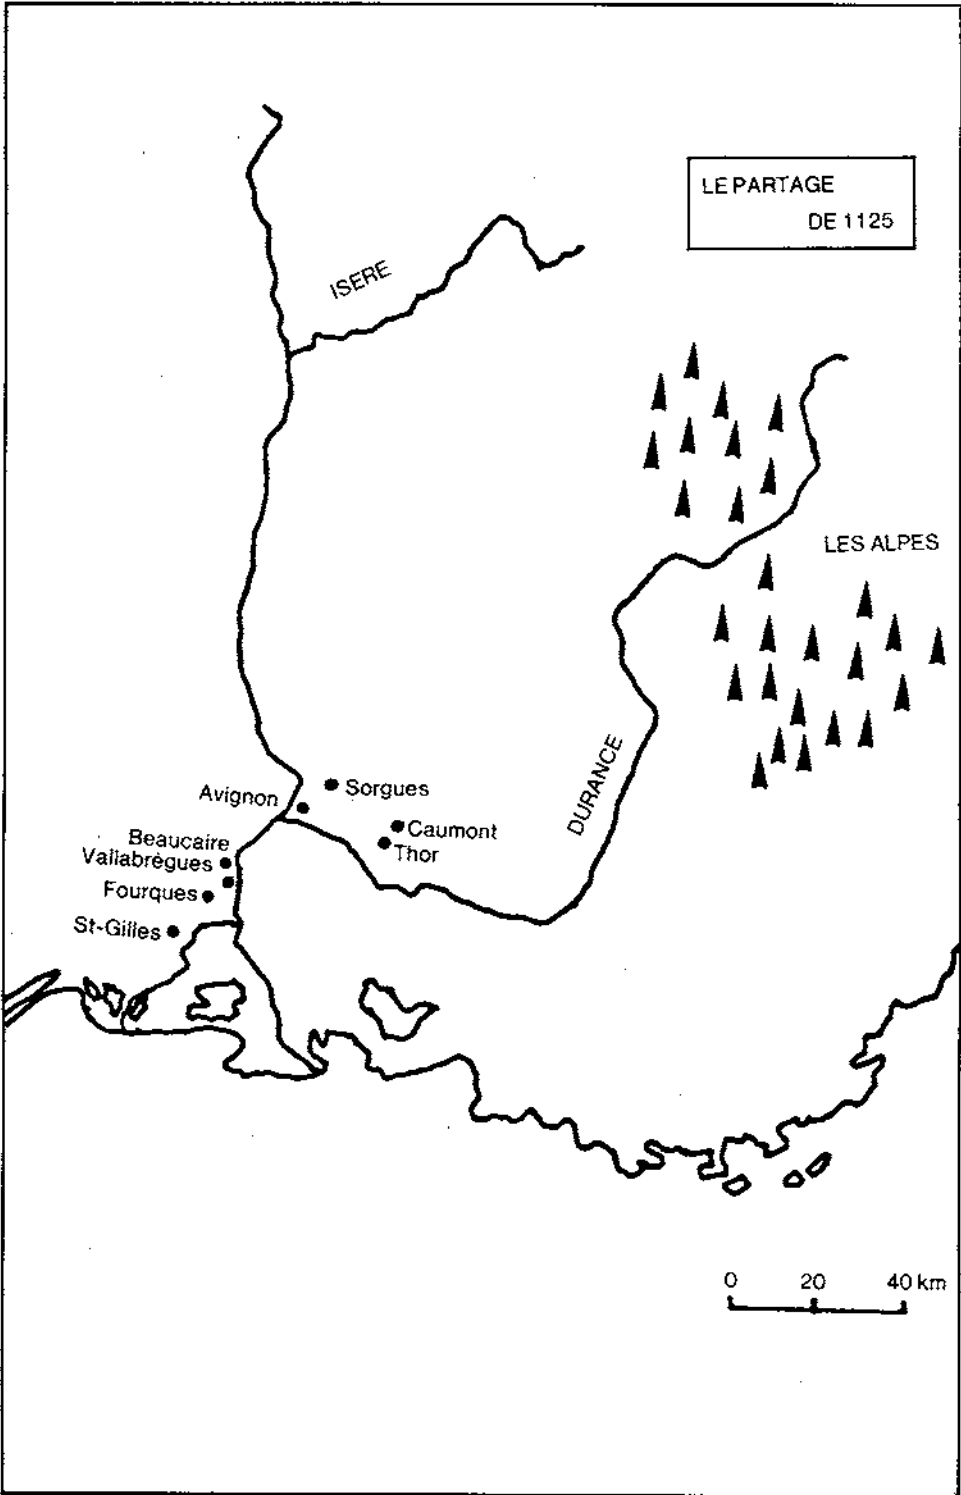 LE PARTAGE
DE 1125
ISERE
LES ALPES
DURANCE
Avignon
Sorgues
Caumont
Thor
Beaucaire
Vallabrègues
Fourques
St-Gilles
0 20 40 km